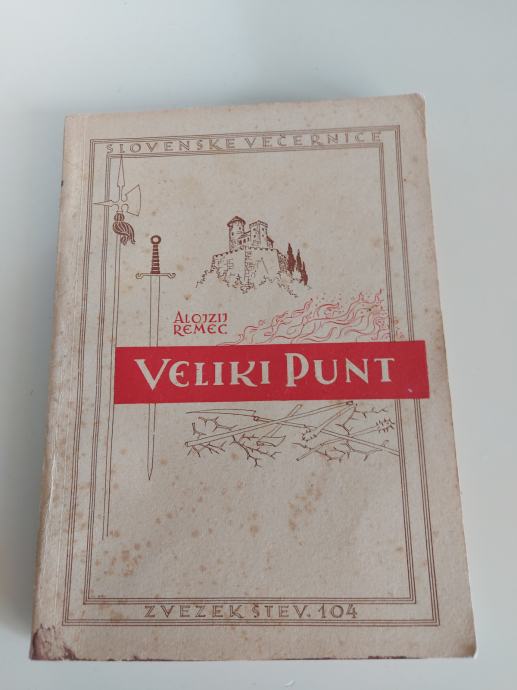 SLOVENSKE VEČERNICE
ALOJZIJ
REMEC
VELIKI PUNT
ZVEZEK ŠTEV. 104